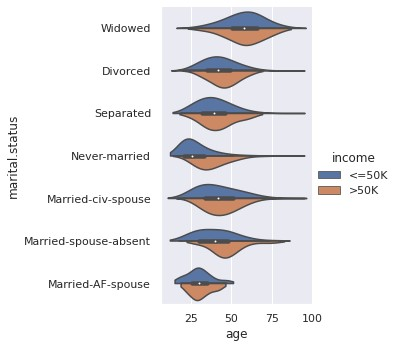 marital.status
Widowed
Divorced
Separated
Never-married
Married-civ-spouse
Married-spouse-absent
Married-AF-spouse
25 50 75 100
age
income
<=50K
>50K